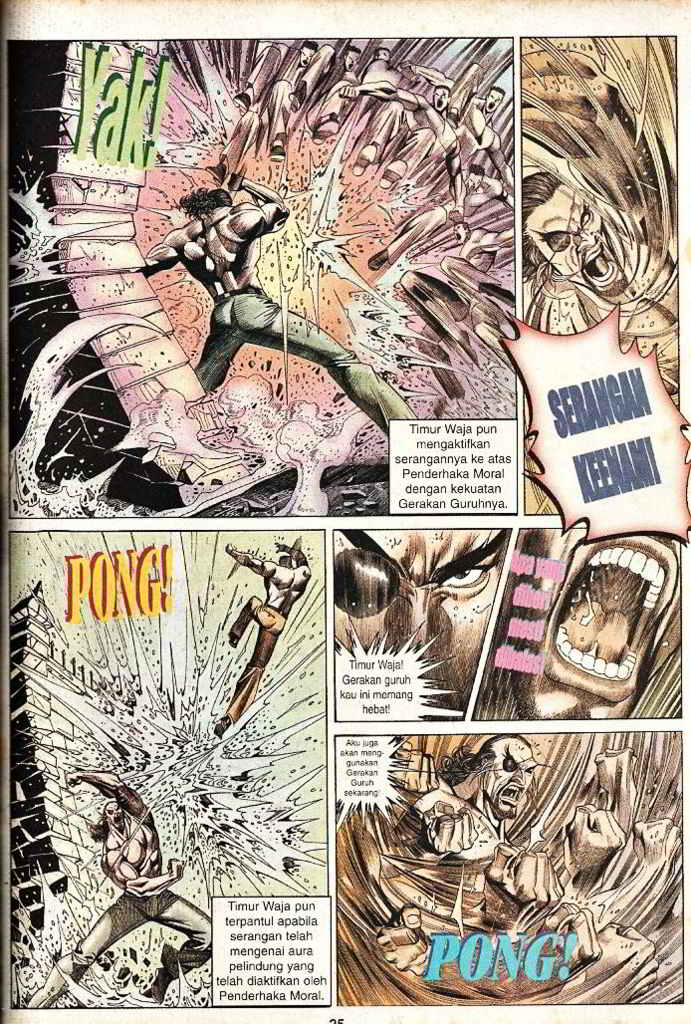 Yak!
Timur Waja pun
mengaktifkan
serangannya ke atas
Penderhaka Moral
dengan kekuatan
Gerakan Guruhnya.
SERANGAN
KEENAM!
PONG!
Timur Waja pun
terpantul apabila
serangan telah
mengenai aura
pelindung yang
telah diaktifkan oleh
Penderhaka Moral.
Timur Waja!
Gerakan guruh
kau ini memang
hebat!
Aku juga
akan meng-
gunakan
Gerakan
Guruh
sekarang!
PONG!
25